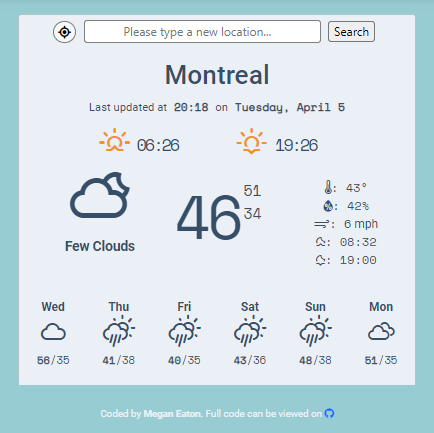 Please type a new location... Search
Montreal
Last updated at 20:18 on Tuesday, April 5
06:26 19:26
Few Clouds
46
51
34
: 43°
: 42%
: 6 mph
: 08:32
: 19:00
Wed Thu Fri Sat Sun Mon
56/35 41/38 40/35 43/36 48/38 51/35
Coded by Megan Eaton, Full code can be viewed on